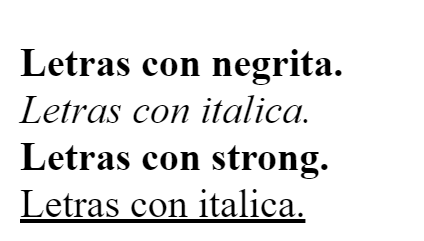 Letras con negrita.
Letras con italica.
Letras con strong.
Letras con italica.